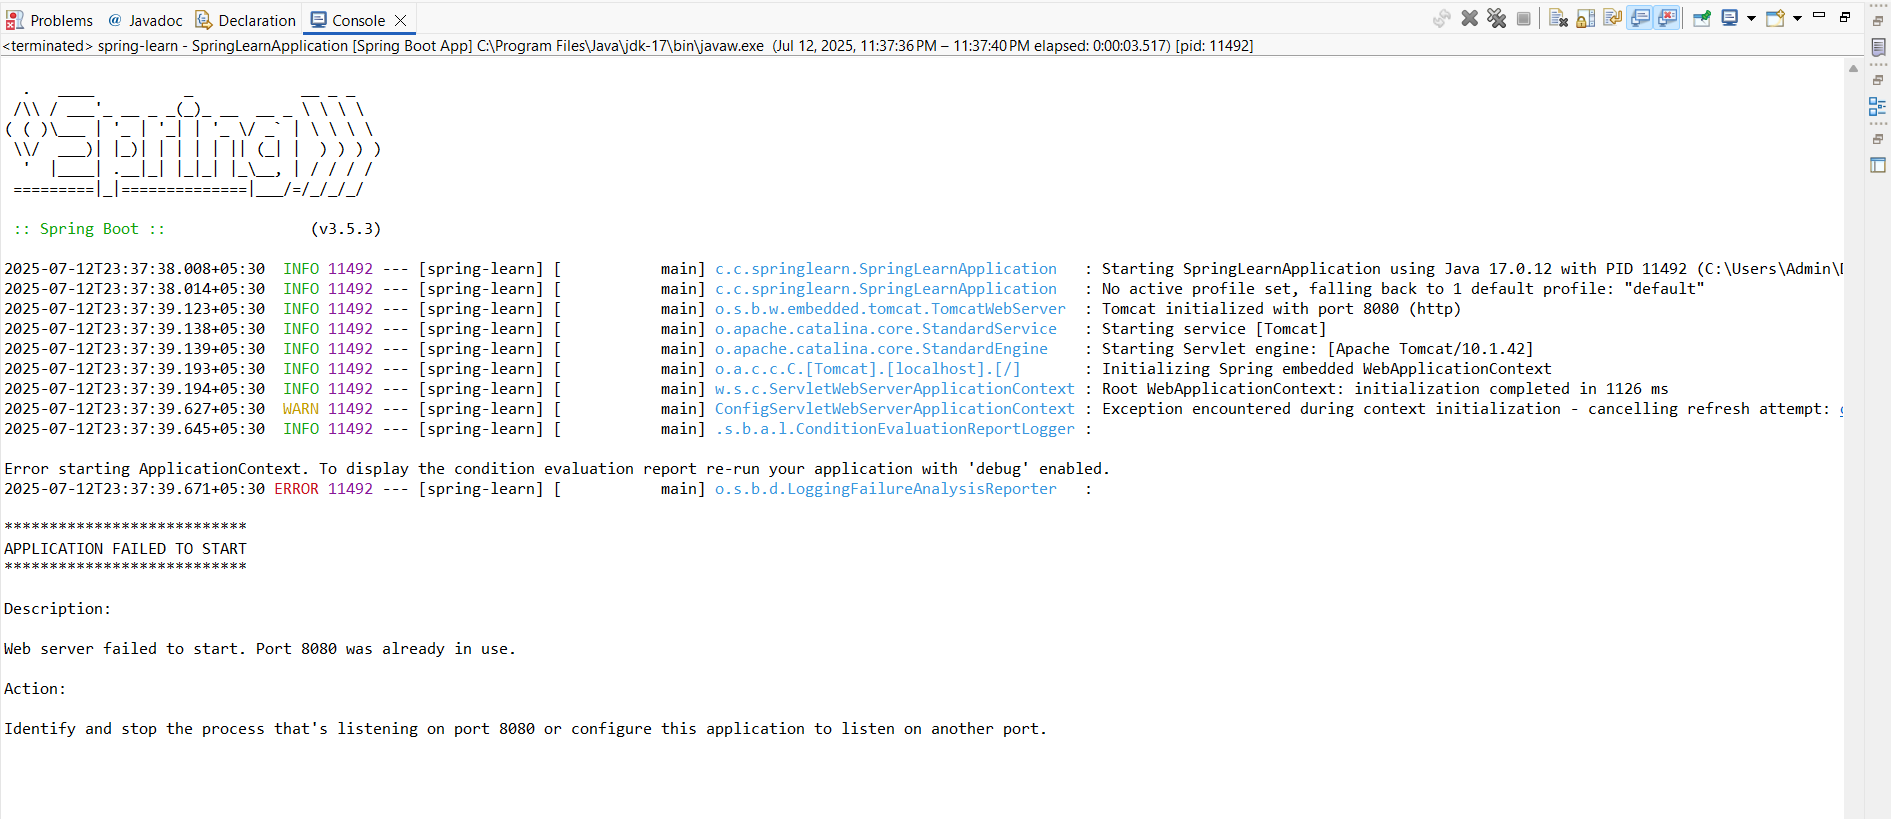 Problems @ Javadoc Declaration Console
<terminated> spring-learn - SpringLearnApplication [Spring Boot App] C:\Program Files\Java\jdk-17\bin\javaw.exe (Jul 12, 2025, 11:37:36 PM – 11:37:40 PM elapsed: 0:00:03.517) [pid: 11492]
  .   ____          _            __ _ _
 /\\ / ___'_ __ _ _(_)_ __  __ _ \ \ \ \
( ( )\___ | '_ | '_| | '_ \/ _` | \ \ \ \
 \\/  ___)| |_)| | | | | || (_| |  ) ) ) )
  '  |____| .__|_| |_|_| |_\__, | / / / /
 =========|_|==============|___/=/_/_/_/
 :: Spring Boot ::                (v3.5.3)
2025-07-12T23:37:38.008+05:30  INFO 11492 --- [spring-learn] [           main] c.c.springlearn.SpringLearnApplication   : Starting SpringLearnApplication using Java 17.0.12 with PID 11492 (C:\Users\Admin\
2025-07-12T23:37:38.014+05:30  INFO 11492 --- [spring-learn] [           main] c.c.springlearn.SpringLearnApplication   : No active profile set, falling back to 1 default profile: "default"
2025-07-12T23:37:39.123+05:30  INFO 11492 --- [spring-learn] [           main] o.s.b.w.embedded.tomcat.TomcatWebServer  : Tomcat initialized with port 8080 (http)
2025-07-12T23:37:39.138+05:30  INFO 11492 --- [spring-learn] [           main] o.apache.catalina.core.StandardService   : Starting service [Tomcat]
2025-07-12T23:37:39.139+05:30  INFO 11492 --- [spring-learn] [           main] o.apache.catalina.core.StandardEngine    : Starting Servlet engine: [Apache Tomcat/10.1.42]
2025-07-12T23:37:39.193+05:30  INFO 11492 --- [spring-learn] [           main] o.a.c.c.C.[Tomcat].[localhost].[/]       : Initializing Spring embedded WebApplicationContext
2025-07-12T23:37:39.194+05:30  INFO 11492 --- [spring-learn] [           main] w.s.c.ServletWebServerApplicationContext : Root WebApplicationContext: initialization completed in 1126 ms
2025-07-12T23:37:39.627+05:30  WARN 11492 --- [spring-learn] [           main] ConfigServletWebServerApplicationContext : Exception encountered during context initialization - cancelling refresh attempt:
2025-07-12T23:37:39.645+05:30  INFO 11492 --- [spring-learn] [           main] .s.b.a.l.ConditionEvaluationReportLogger :
Error starting ApplicationContext. To display the condition evaluation report re-run your application with 'debug' enabled.
2025-07-12T23:37:39.671+05:30 ERROR 11492 --- [spring-learn] [           main] o.s.b.d.LoggingFailureAnalysisReporter   :
***************************
APPLICATION FAILED TO START
***************************
Description:
Web server failed to start. Port 8080 was already in use.
Action:
Identify and stop the process that's listening on port 8080 or configure this application to listen on another port.